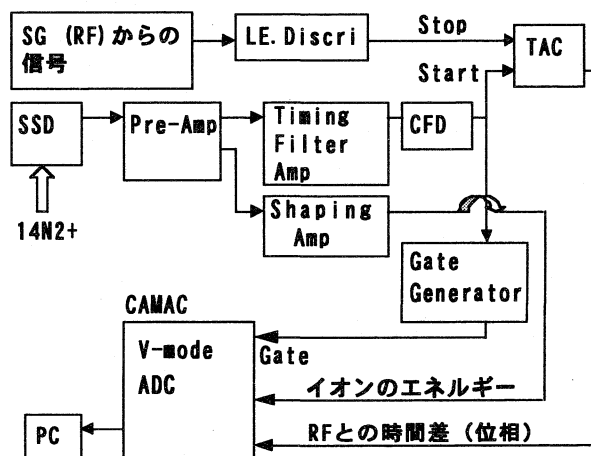 SG (RF)からの
信号
LE.Discri
Stop
TAC
Start
SSD
Pre-Amp
Timing
Filter
Amp
CFD
14N2+
Shaping
Amp
Gate
Generator
CAMAC
V-mode
ADC
Gate
イオンのエネルギー
PC
RFとの時間差（位相）